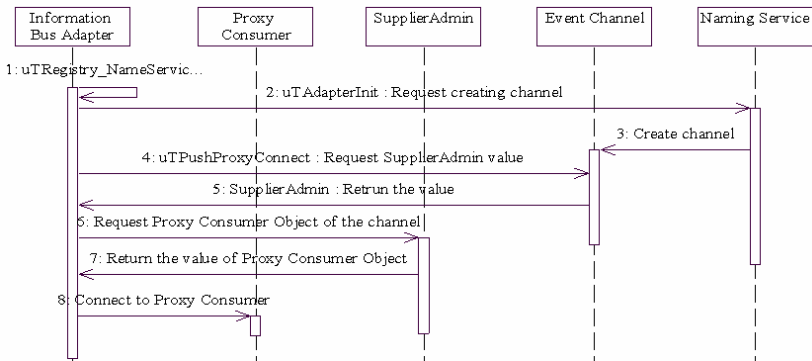 Information
Bus Adapter
Proxy
Consumer
SupplierAdmin
Event Channel
Naming Service
1: uTRegistry_NameServic...
2: uTAdapterInit : Request creating channel
3: Create channel
4: uTPushProxyConnect : Request SupplierAdmin value
5: SupplierAdmin : Retrun the value
6: Request Proxy Consumer Object of the channel
7: Return the value of Proxy Consumer Object
8: Connect to Proxy Consumer